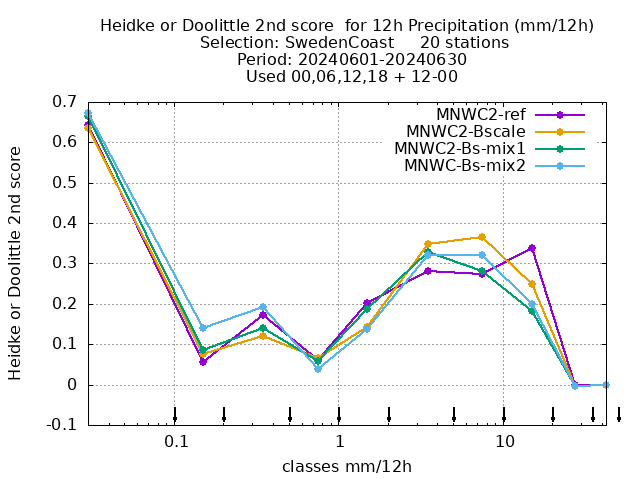 Heidke or Doolittle 2nd score  for 12h Precipitation (mm/12h)
Selection: SwedenCoast     20 stations
Period: 20240601-20240630
Used 00,06,12,18 + 12-00
MNWC2-ref
MNWC2-Bscale
MNWC2-Bs-mix1
MNWC-Bs-mix2
Heidke or Doolittle 2nd score
0.7
0.6
0.5
0.4
0.3
0.2
0.1
0
-0.1
0.1
1
10
classes mm/12h